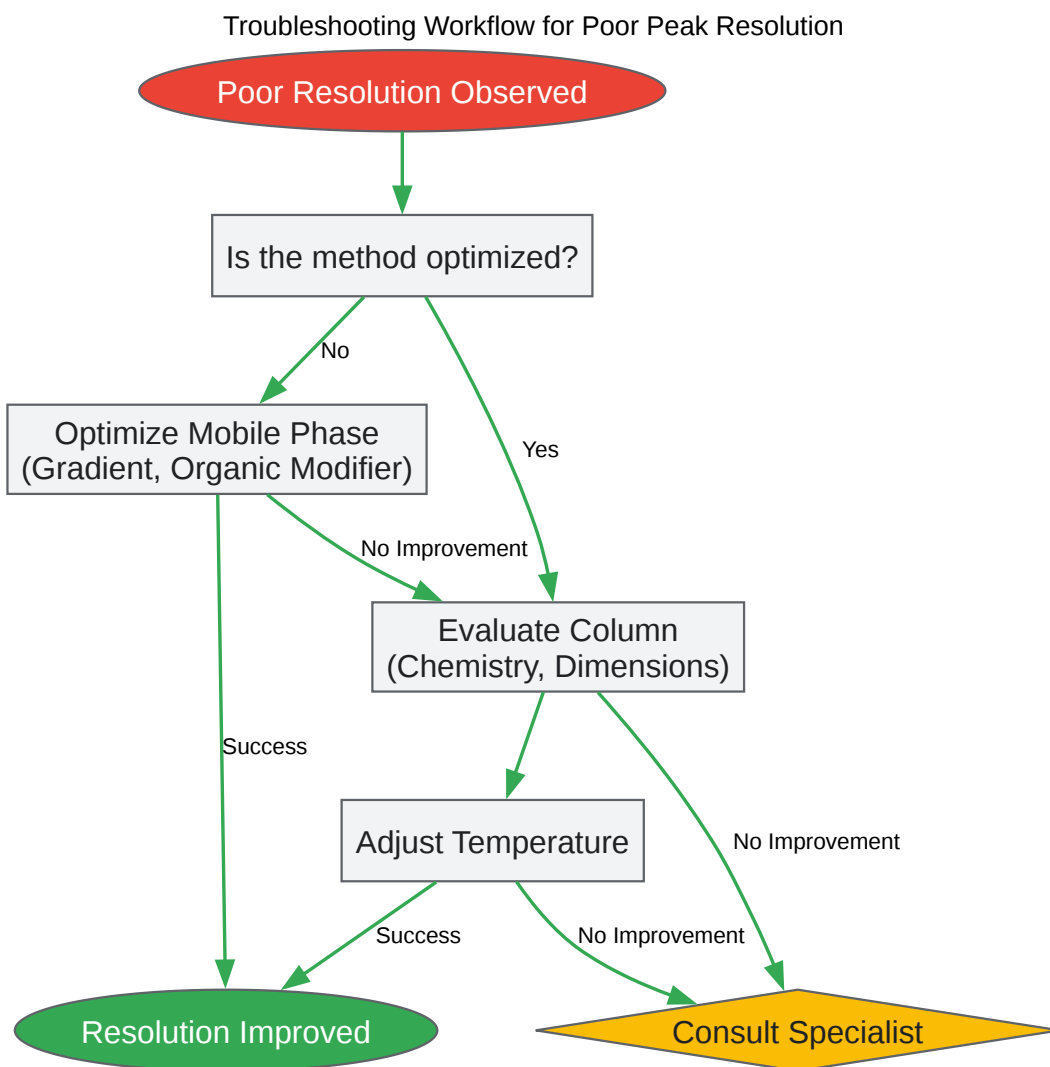 Troubleshooting Workflow for Poor Peak Resolution
Poor Resolution Observed
Is the method optimized?
No
Yes
Optimize Mobile Phase
(Gradient, Organic Modifier)
No Improvement
Evaluate Column
(Chemistry, Dimensions)
Success
Adjust Temperature
No Improvement
Success
No Improvement
Resolution Improved
Consult Specialist